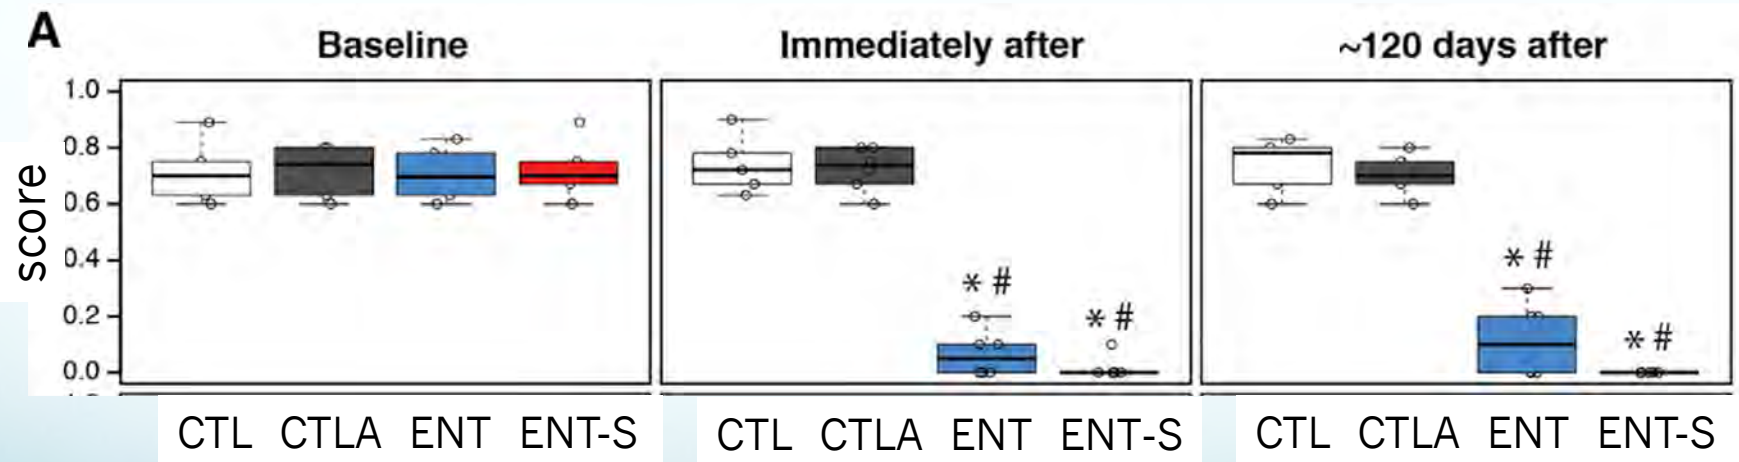 A
Baseline
Immediately after
~120 days after
score
1.0
0.8
0.6
0.4
0.2
0.0
* #
* #
* #
* #
CTL CTLA ENT ENT-S
CTL CTLA ENT ENT-S
CTL CTLA ENT ENT-S